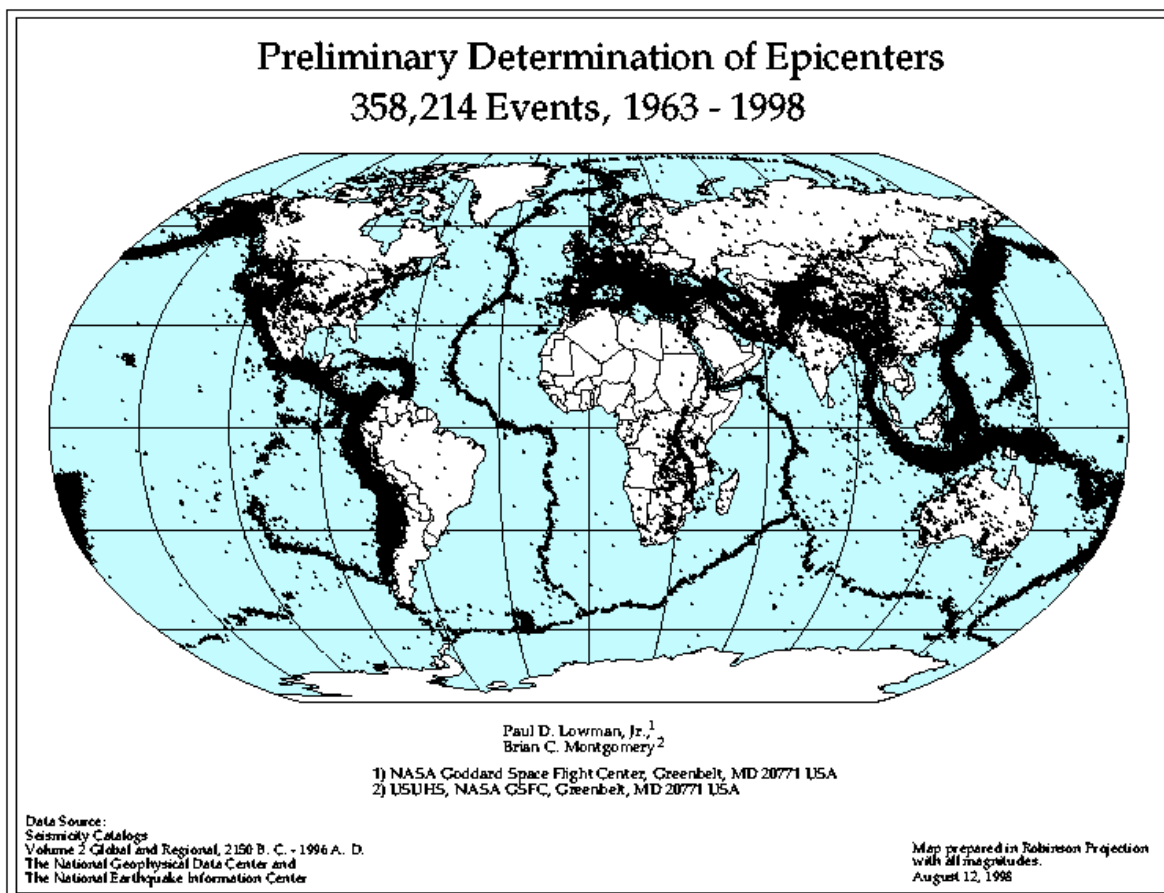 Preliminary Determination of Epicenters
358,214 Events, 1963 - 1998
Paul D. Lowman, Jr.,1
Brian C. Montgomery 2
1) NASA Goddard Space Flight Center, Greenbelt, MD 20771 USA
2) USUHS, NASA GSFC, Greenbelt, MD 20771 USA
Data Source:
Seismicity Catalogs
Volume 2 Global and Regional, 2150 B. C. - 1996 A. D.
The National Geophysical Data Center and
The National Earthquake Information Center
Map prepared in Robinson Projection
with all magnitudes.
August 12, 1998